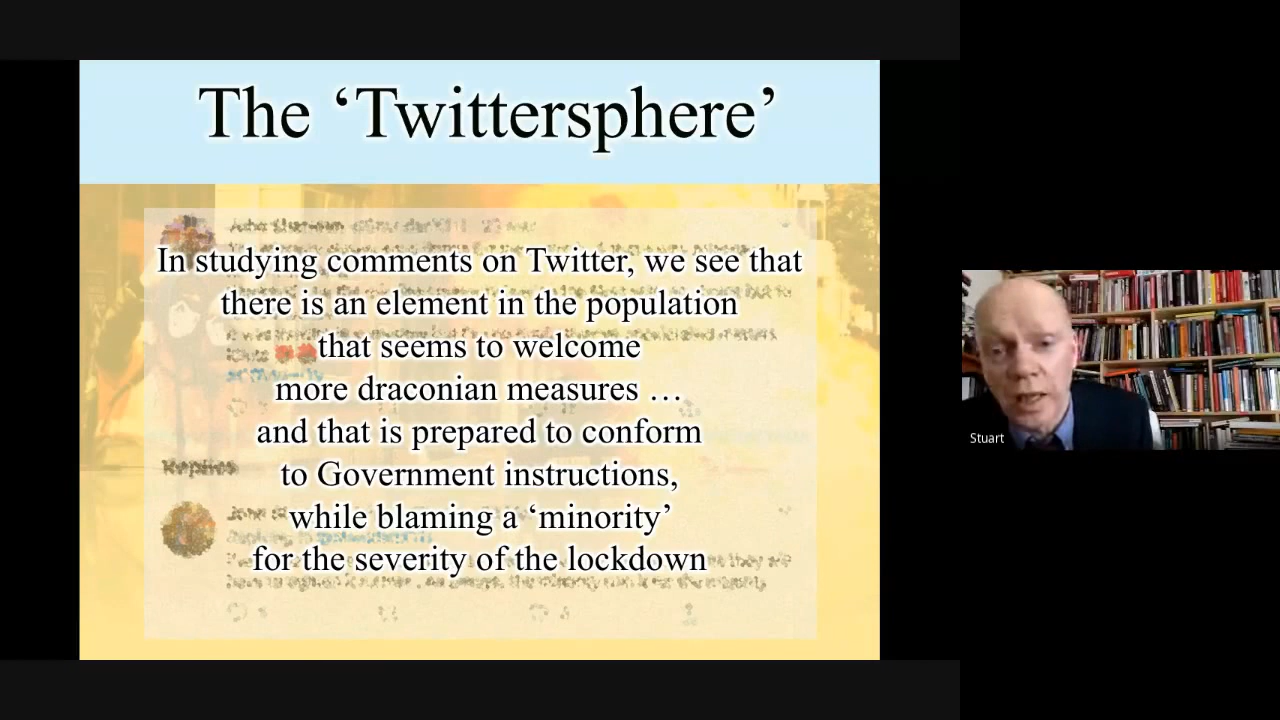 The ‘Twittersphere’
In studying comments on Twitter, we see that
there is an element in the population
that seems to welcome
more draconian measures …
and that is prepared to conform
to Government instructions,
while blaming a ‘minority’
for the severity of the lockdown
Replies
Stuart